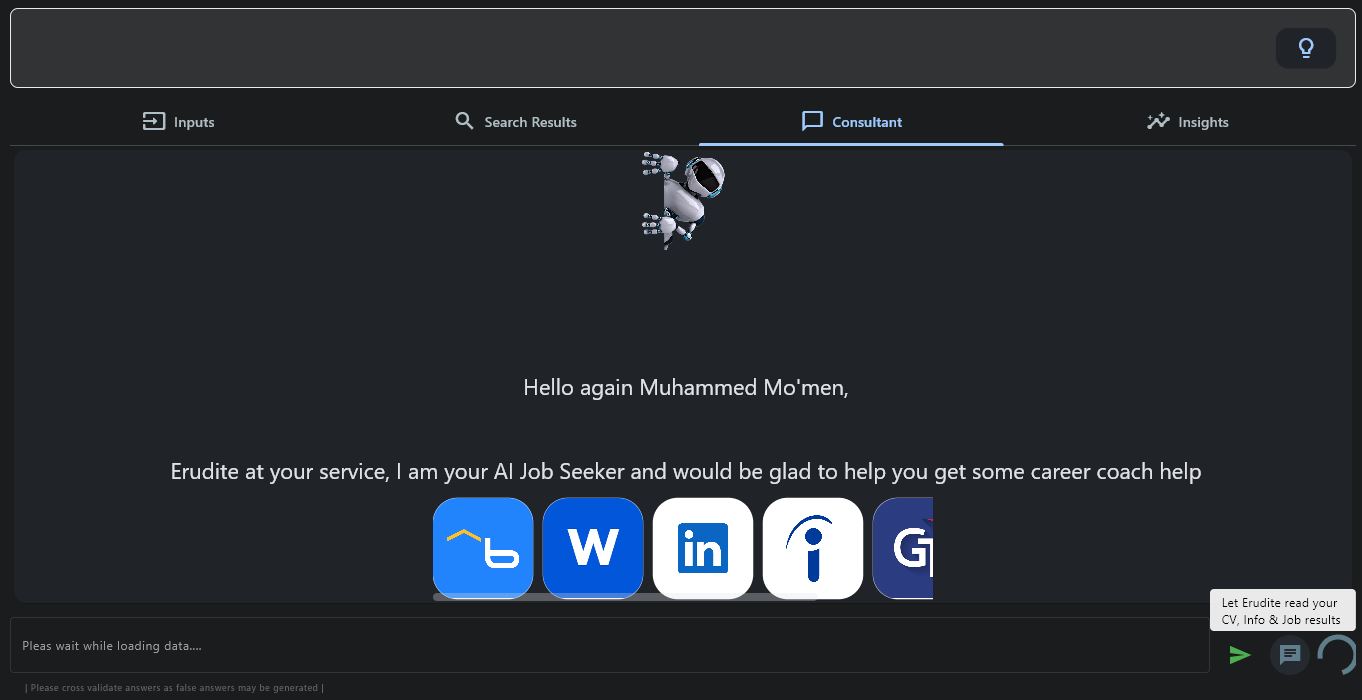 Inputs
Search Results
Consultant
Insights
Hello again Muhammed Mo'men,
Erudite at your service, I am your AI Job Seeker and would be glad to help you get some career coach help
W
in
i
G
Let Erudite read your
CV, Info & Job results
Pleas wait while loading data....
| Please cross validate answers as false answers may be generated |